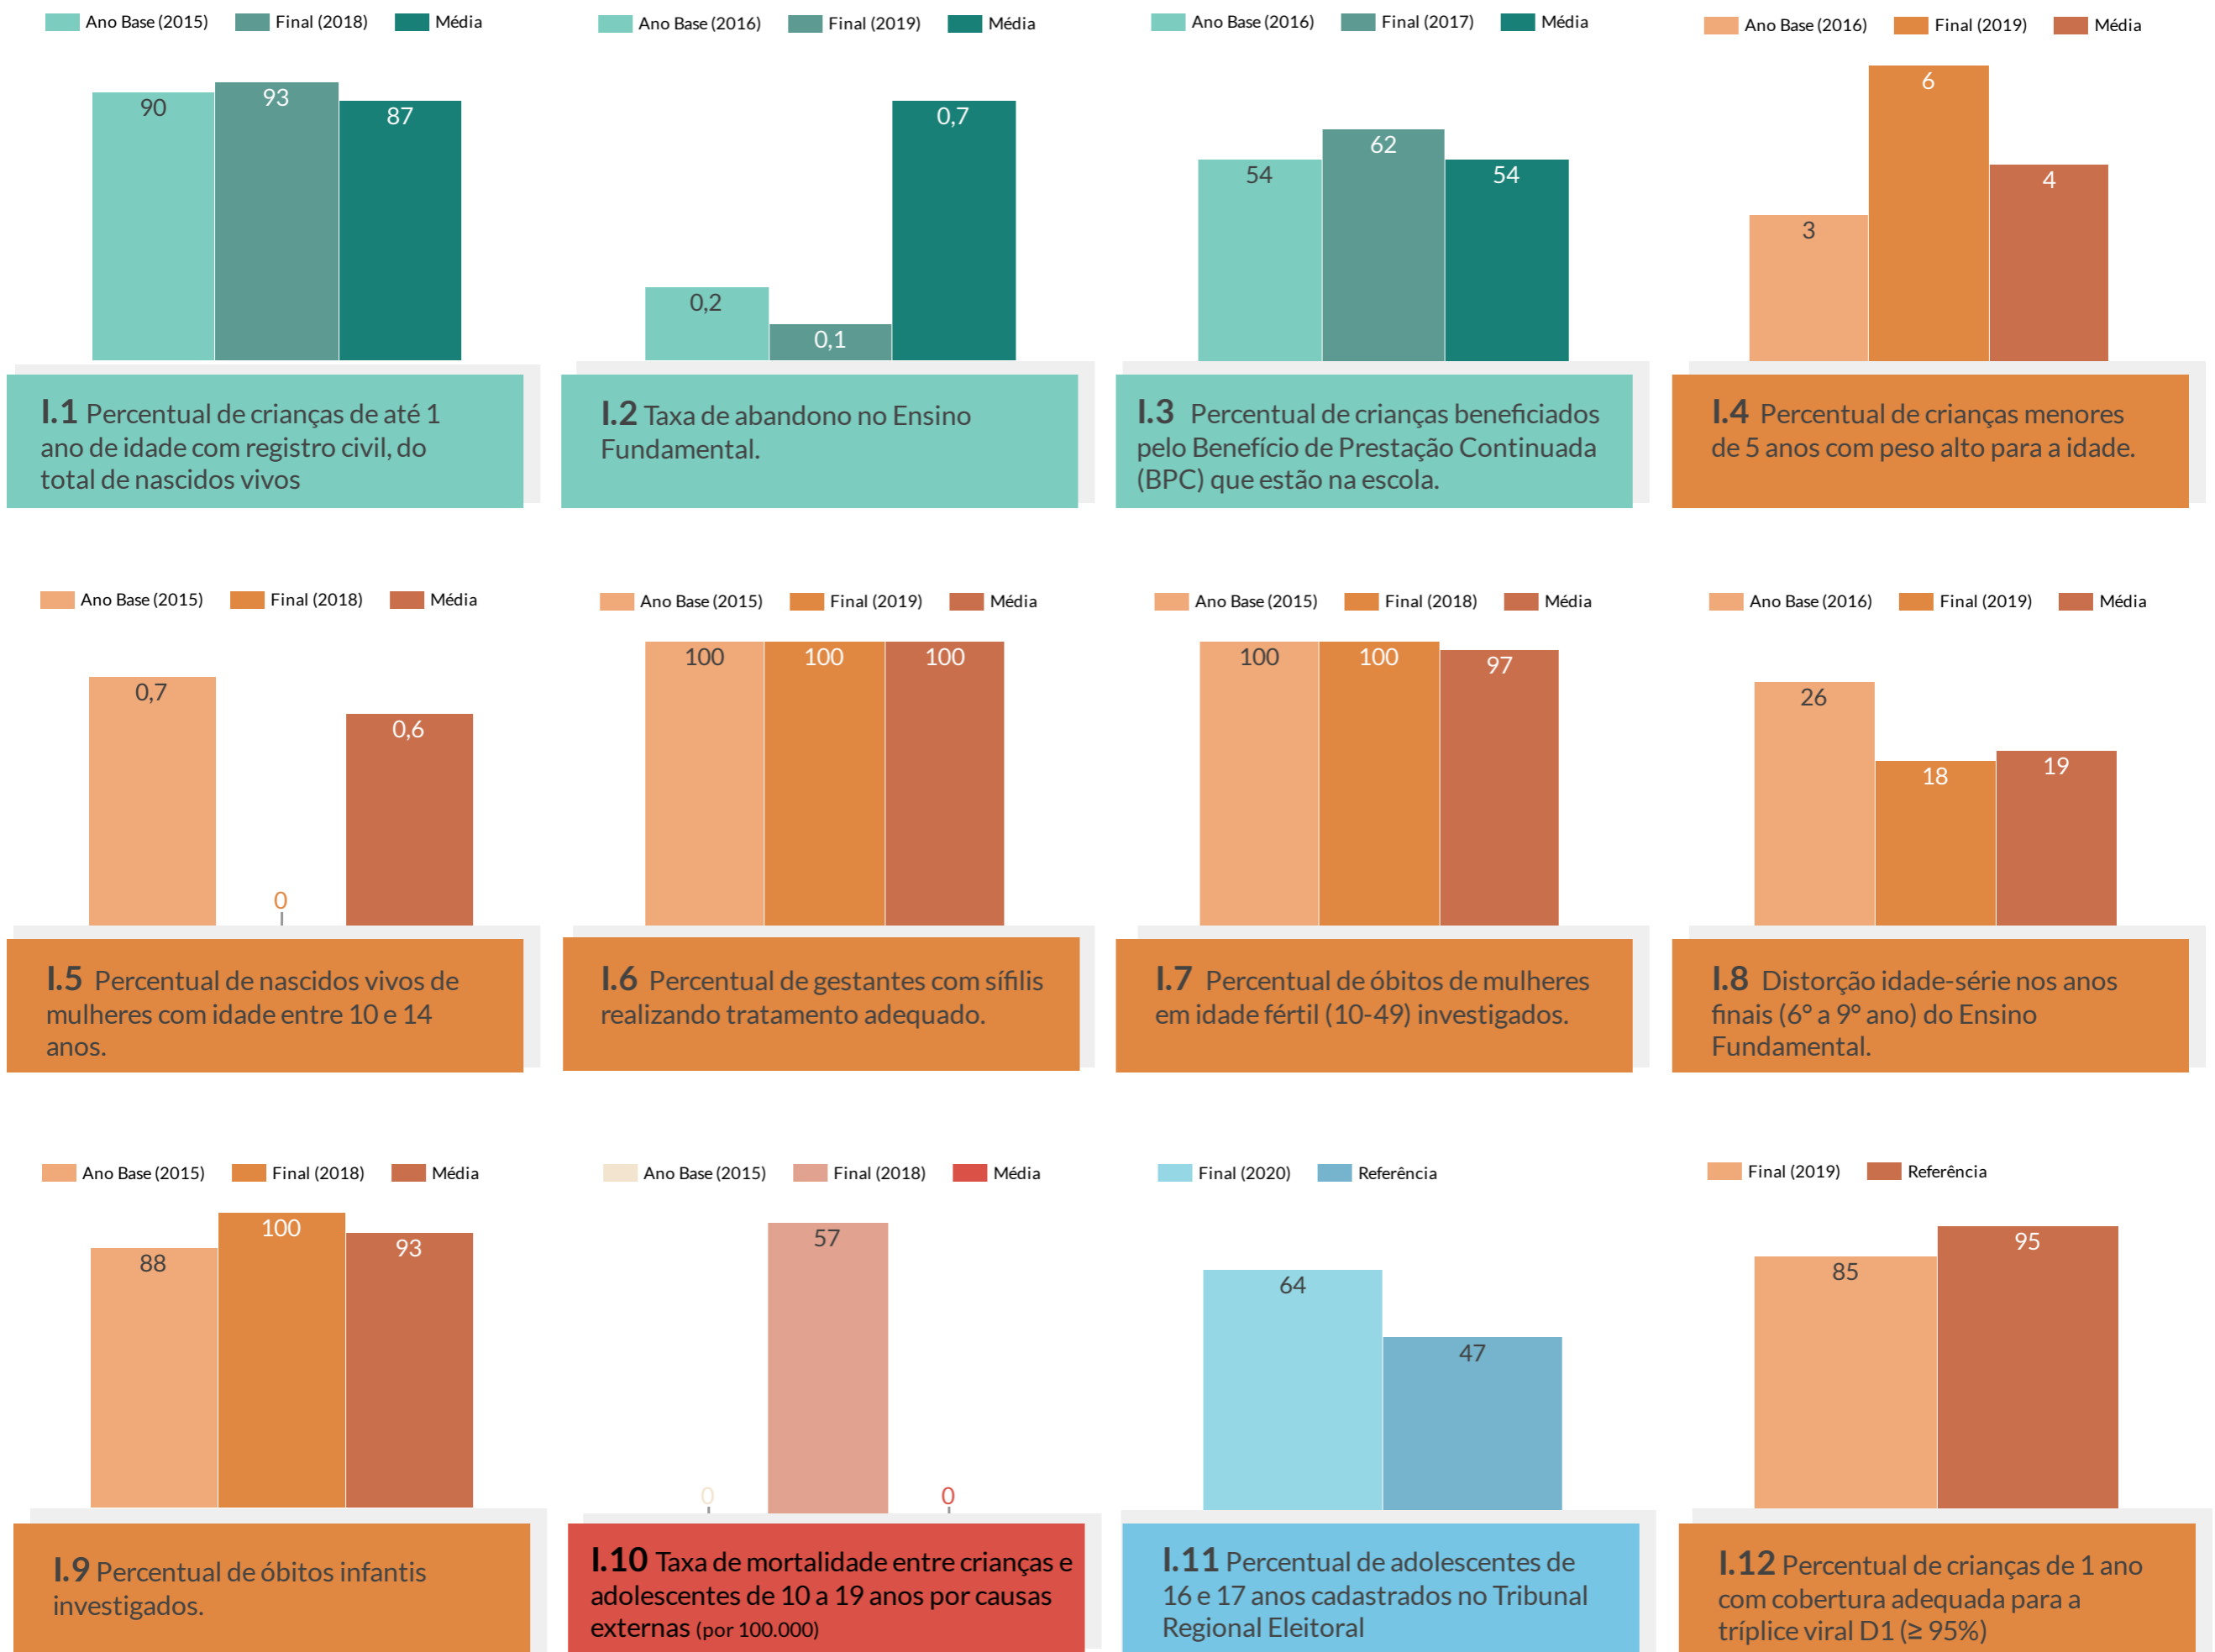 Ano Base (2015) Final (2018) Média
90 93 87
I.1 Percentual de crianças de até 1
ano de idade com registro civil, do
total de nascidos vivos
Ano Base (2016) Final (2019) Média
0,2 0,1 0,7
I.2 Taxa de abandono no Ensino
Fundamental.
Ano Base (2016) Final (2017) Média
54 62 54
I.3 Percentual de crianças beneficiados
pelo Benefício de Prestação Continuada
(BPC) que estão na escola.
Ano Base (2016) Final (2019) Média
3 6 4
I.4 Percentual de crianças menores
de 5 anos com peso alto para a idade.
Ano Base (2015) Final (2018) Média
0,7 0 0,6
I.5 Percentual de nascidos vivos de
mulheres com idade entre 10 e 14
anos.
Ano Base (2015) Final (2019) Média
100 100 100
I.6 Percentual de gestantes com sífilis
realizando tratamento adequado.
Ano Base (2015) Final (2018) Média
100 100 97
I.7 Percentual de óbitos de mulheres
em idade fértil (10-49) investigados.
Ano Base (2016) Final (2019) Média
26 18 19
I.8 Distorção idade-série nos anos
finais (6º a 9º ano) do Ensino
Fundamental.
Ano Base (2015) Final (2018) Média
88 100 93
I.9 Percentual de óbitos infantis
investigados.
Ano Base (2015) Final (2018) Média
0 57 0
I.10 Taxa de mortalidade entre crianças e
adolescentes de 10 a 19 anos por causas
externas (por 100.000)
Final (2020) Referência
64 47
I.11 Percentual de adolescentes de
16 e 17 anos cadastrados no Tribunal
Regional Eleitoral
Final (2019) Referência
85 95
I.12 Percentual de crianças de 1 ano
com cobertura adequada para a
tríplice viral D1 (≥ 95%)